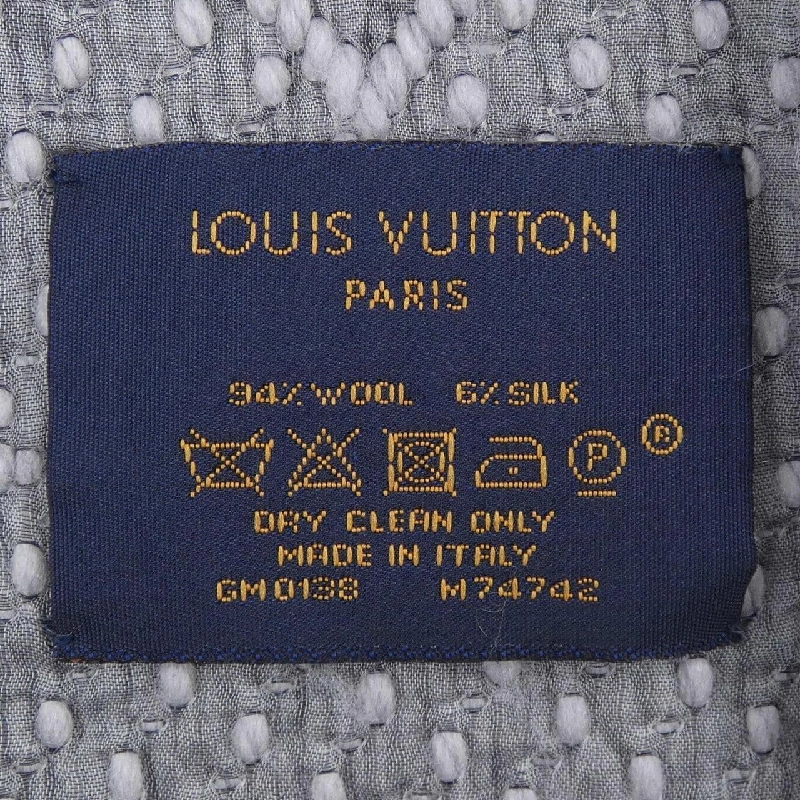 LOUIS VUITTON
PARIS
94% WOOL 6% SILK
P ®
DRY CLEAN ONLY
MADE IN ITALY
GM0138 M74742